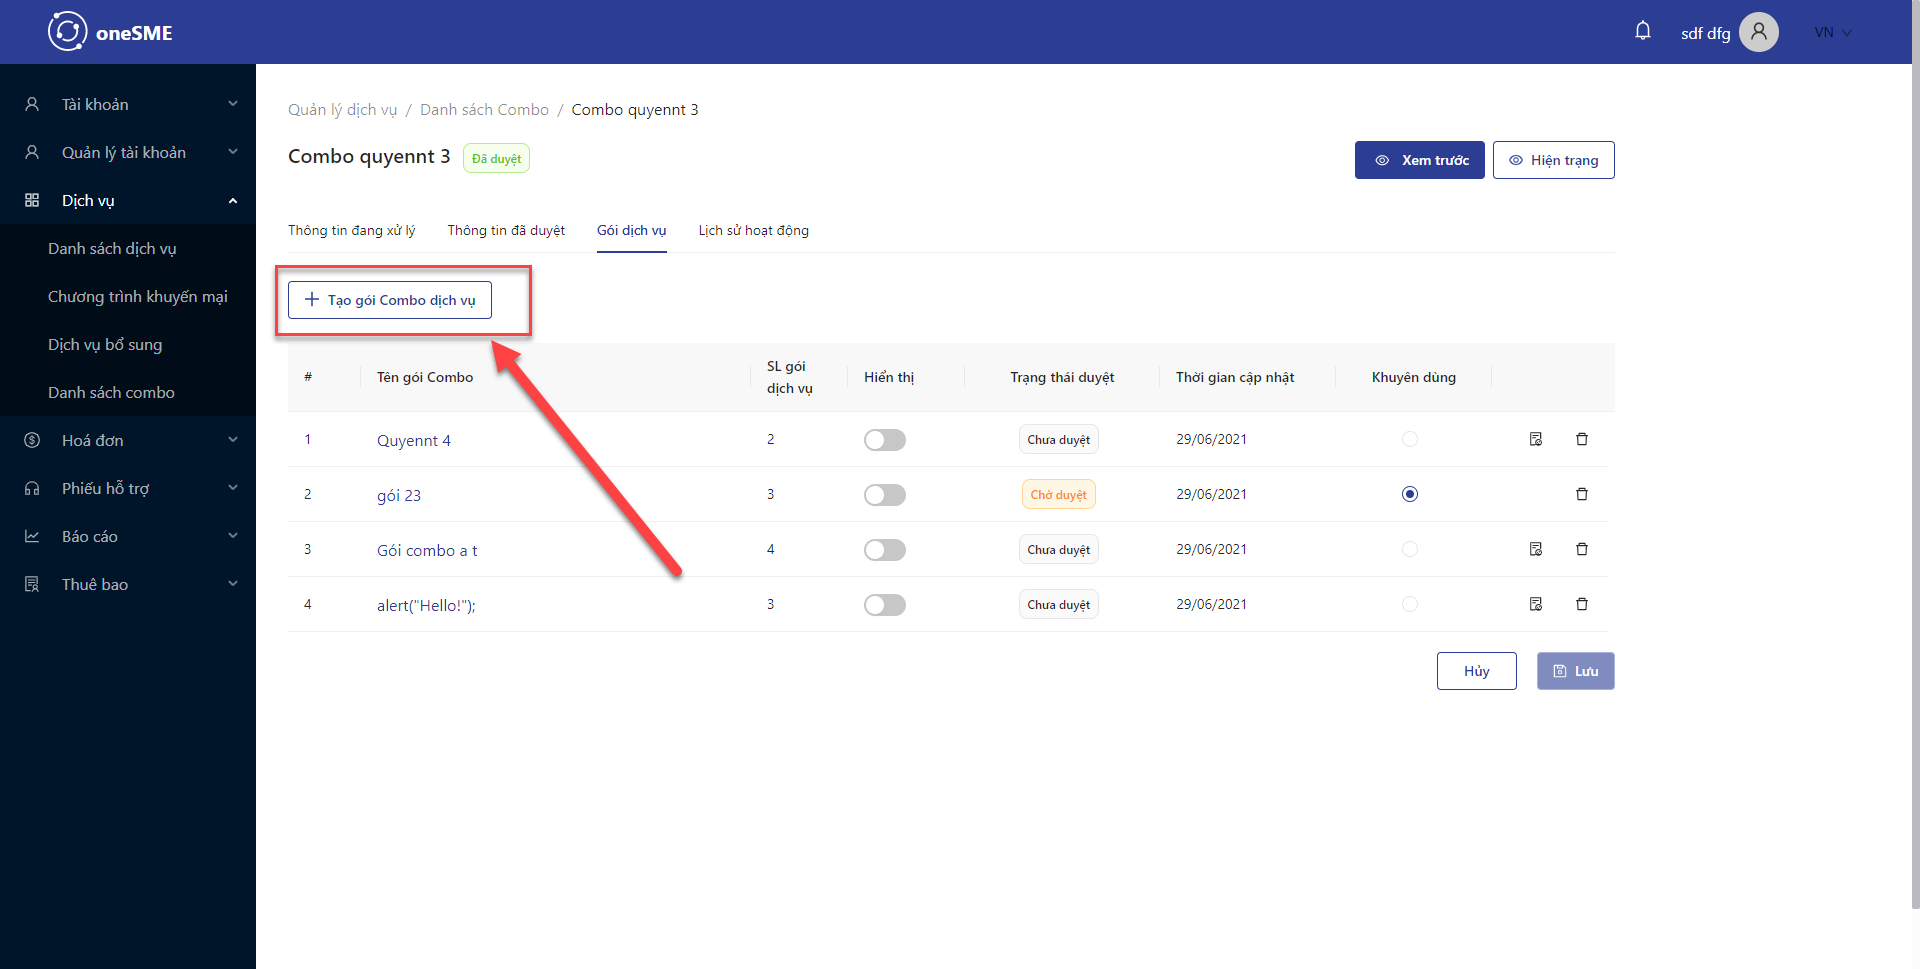 oneSME
sdf dfg
VN
Tài khoản
Quản lý tài khoản
Dịch vụ
Danh sách dịch vụ
Chương trình khuyến mại
Dịch vụ bổ sung
Danh sách combo
Hoá đơn
Phiếu hỗ trợ
Báo cáo
Thuê bao
Quản lý dịch vụ / Danh sách Combo / Combo quyennt 3
Combo quyennt 3 Đã duyệt
Xem trước Hiện trạng
Thông tin đang xử lý Thông tin đã duyệt Gói dịch vụ Lịch sử hoạt động
Tạo gói Combo dịch vụ
# Tên gói Combo SL gói dịch vụ Hiển thị Trạng thái duyệt Thời gian cập nhật Khuyên dùng
1 Quyennt 4 2 Chưa duyệt 29/06/2021
2 gói 23 3 Chờ duyệt 29/06/2021
3 Gói combo a t 4 Chưa duyệt 29/06/2021
4 alert("Hello!"); 3 Chưa duyệt 29/06/2021
Hủy Lưu